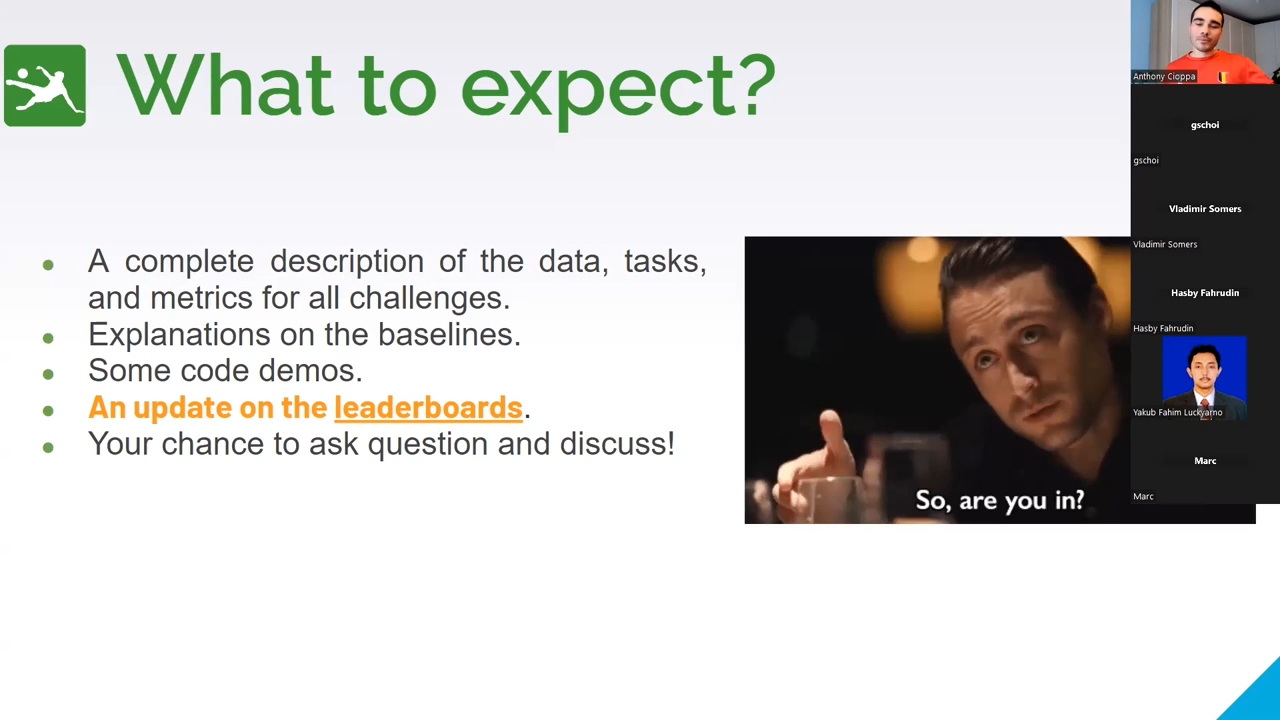 What to expect?
A complete description of the data, tasks,
and metrics for all challenges.
Explanations on the baselines.
Some code demos.
An update on the leaderboards.
Your chance to ask question and discuss!
So, are you in?
Anthony Cioppa
gschoi
gschoi
Vladimir Somers
Vladimir Somers
Hasby Fahrudin
Hasby Fahrudin
Yakub Fahim Luckyarno
Marc
Marc